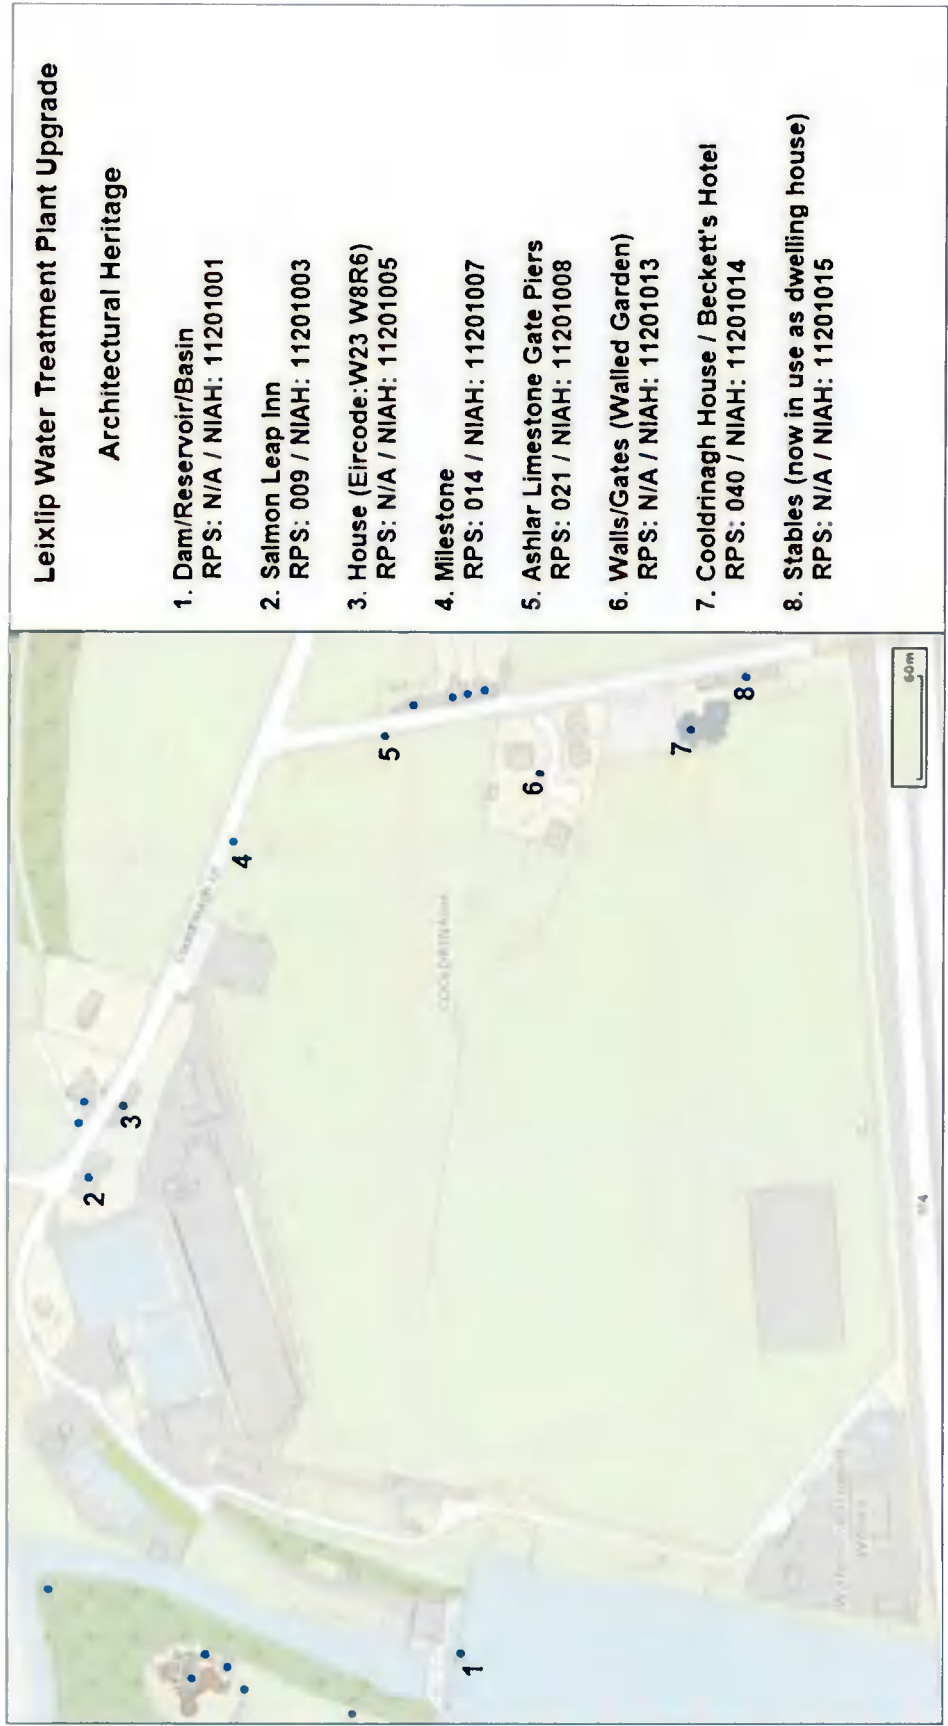 Leixlip Water Treatment Plant Upgrade
Architectural Heritage
1. Dam/Reservoir/Basin
RPS: N/A / NIAH: 11201001
2. Salmon Leap Inn
RPS: 009 / NIAH: 11201003
3. House (Eircode:W23 W8R6)
RPS: N/A / NIAH: 11201005
4. Milestone
RPS: 014 / NIAH: 11201007
5. Ashlar Limestone Gate Piers
RPS: 021 / NIAH: 11201008
6. Walls/Gates (Walled Garden)
RPS: N/A / NIAH: 11201013
7. Cooldrinagh House / Beckett's Hotel
RPS: 040 / NIAH: 11201014
8. Stables (now in use as dwelling house)
RPS: N/A / NIAH: 11201015
1
2
3
4
5
6
7
8
COOLDRINAGH
M4
60m